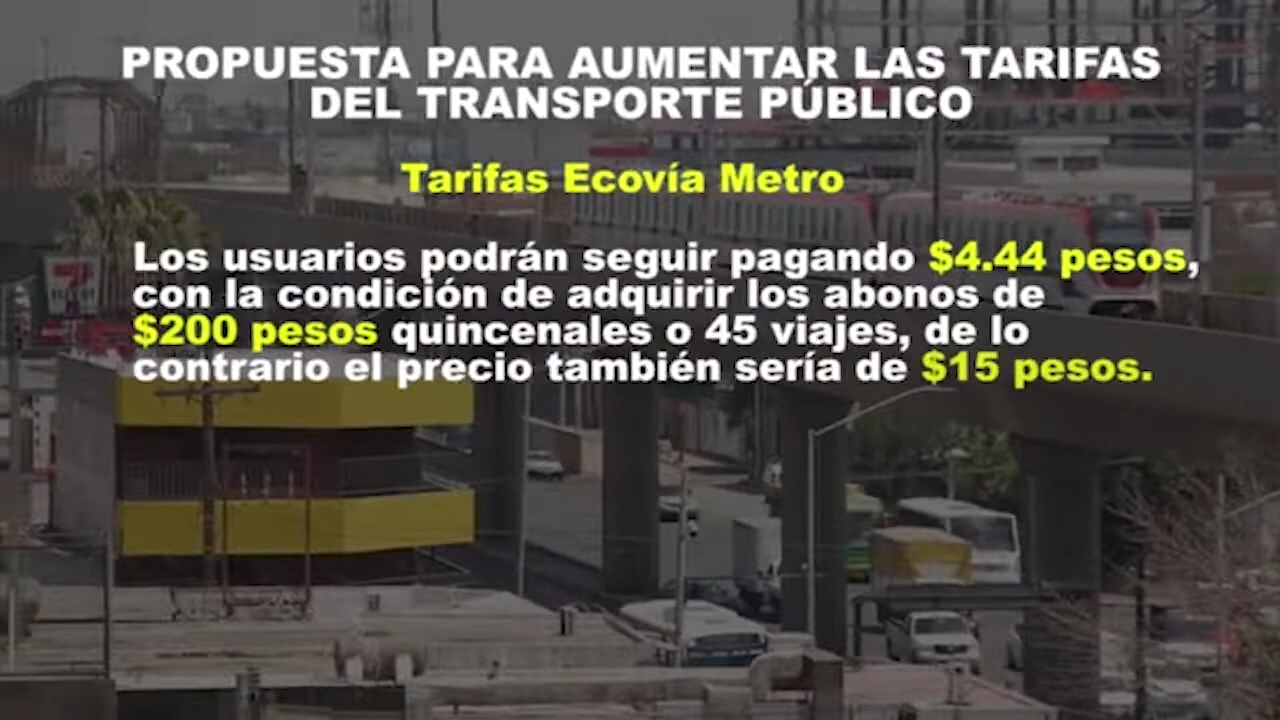 PROPUESTA PARA AUMENTAR LAS TARIFAS
DEL TRANSPORTE PÚBLICO
Tarifas Ecovía Metro
Los usuarios podrán seguir pagando $4.44 pesos,
con la condición de adquirir los abonos de
$200 pesos quincenales o 45 viajes, de lo
contrario el precio también sería de $15 pesos.